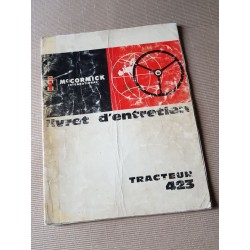 McCORMICK
INTERNATIONAL
livret d'entretien
TRACTEUR
423